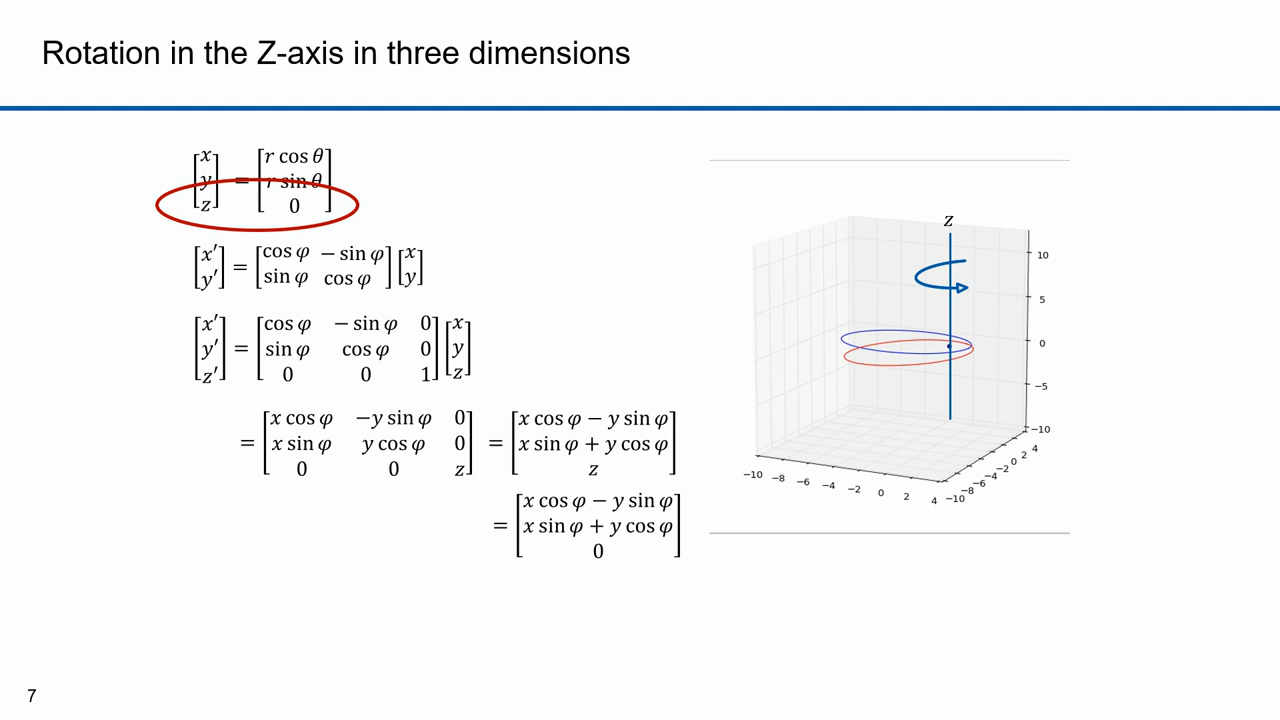 Rotation in the Z-axis in three dimensions
[x y z] = [r cos θ r sin θ 0]
[x′ y′] = [cos φ − sin φ sin φ cos φ] [x y]
[x′ y′ z′] = [cos φ − sin φ 0 sin φ cos φ 0 0 0 1] [x y z]
= [x cos φ −y sin φ 0 x sin φ y cos φ 0 0 0 z] = [x cos φ − y sin φ x sin φ + y cos φ z]
= [x cos φ − y sin φ x sin φ + y cos φ 0]
z
10
5
0
−5
−10
−10 −8 −6 −4 −2 0 2 4
−10 −8 −6 −4 −2 0 2 4
7